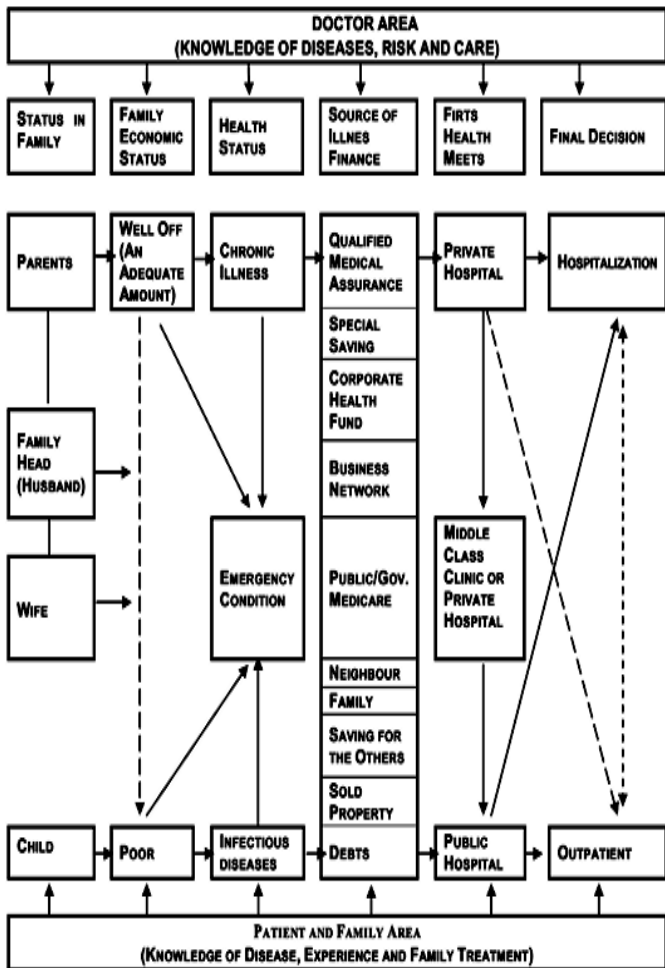 DOCTOR AREA
(KNOWLEDGE OF DISEASES, RISK AND CARE)
STATUS IN
FAMILY
FAMILY
ECONOMIC
STATUS
HEALTH
STATUS
SOURCE OF
ILLNES
FINANCE
FIRTS
HEALTH
MEETS
FINAL DECISION
PARENTS
WELL OFF
(AN
ADEQUATE
AMOUNT)
CHRONIC
ILLNESS
QUALIFIED
MEDICAL
ASSURANCE
PRIVATE
HOSPITAL
HOSPITALIZATION
SPECIAL
SAVING
CORPORATE
HEALTH
FUND
FAMILY
HEAD
(HUSBAND)
BUSINESS
NETWORK
WIFE
EMERGENCY
CONDITION
PUBLIC/GOV.
MEDICARE
MIDDLE
CLASS
CLINIC OR
PRIVATE
HOSPITAL
NEIGHBOUR
FAMILY
SAVING FOR
THE OTHERS
SOLD
PROPERTY
CHILD
POOR
INFECTIOUS
DISEASES
DEBTS
PUBLIC
HOSPITAL
OUTPATIENT
PATIENT AND FAMILY AREA
(KNOWLEDGE OF DISEASE, EXPERIENCE AND FAMILY TREATMENT)